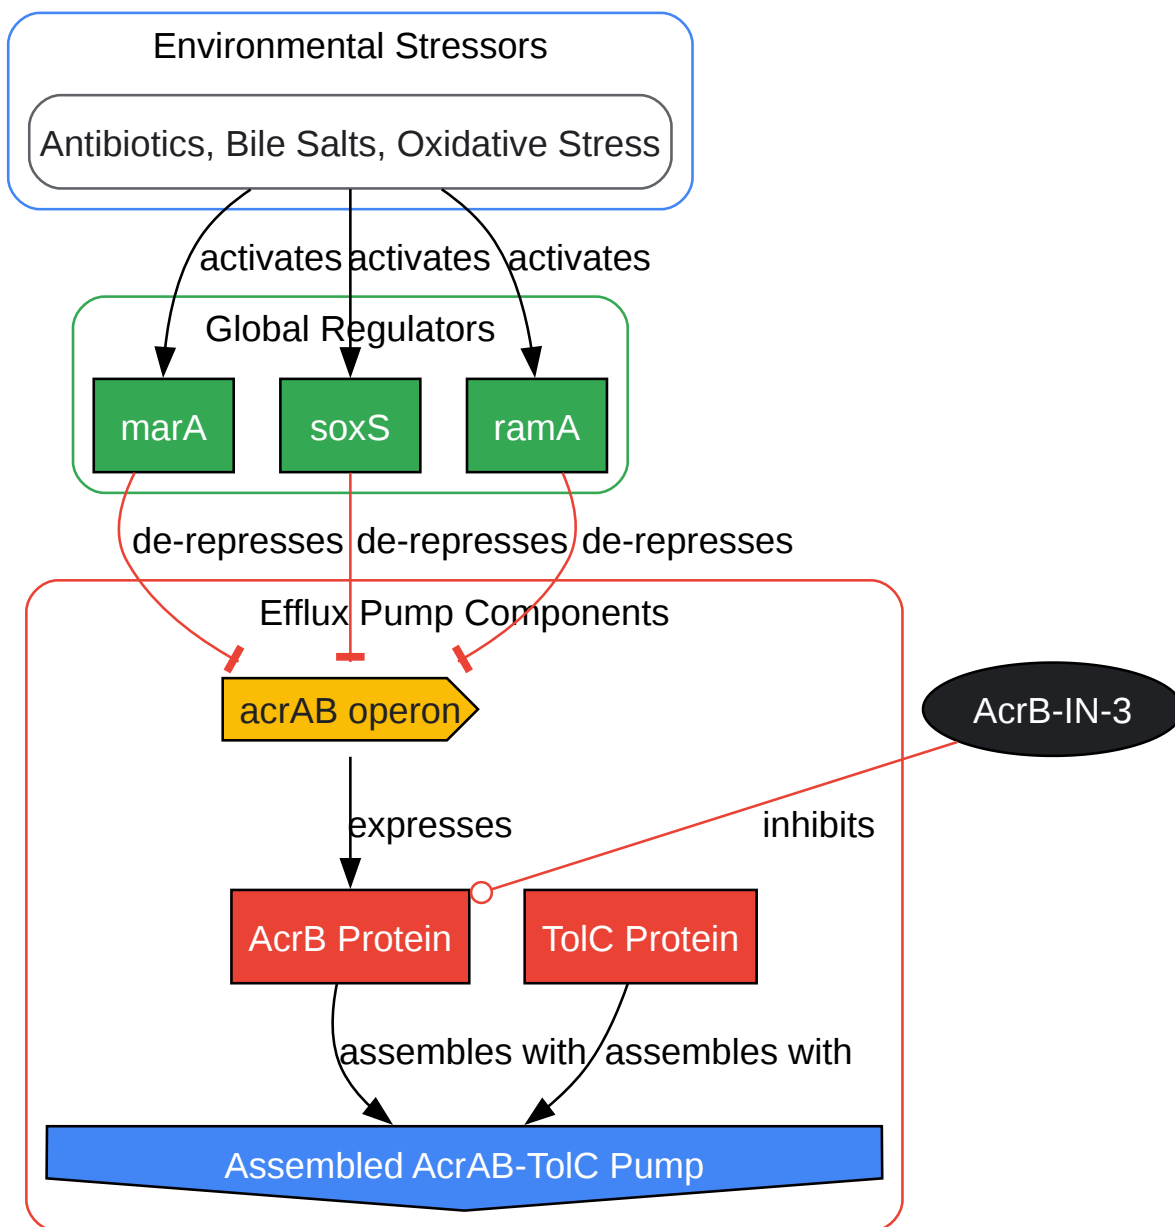 Environmental Stressors
Antibiotics, Bile Salts, Oxidative Stress
activates activates activates
Global Regulators
marA soxS ramA
de-represses de-represses de-represses
Efflux Pump Components
acrAB operon AcrB-IN-3
expresses inhibits
AcrB Protein TolC Protein
assembles with assembles with
Assembled AcrAB-TolC Pump